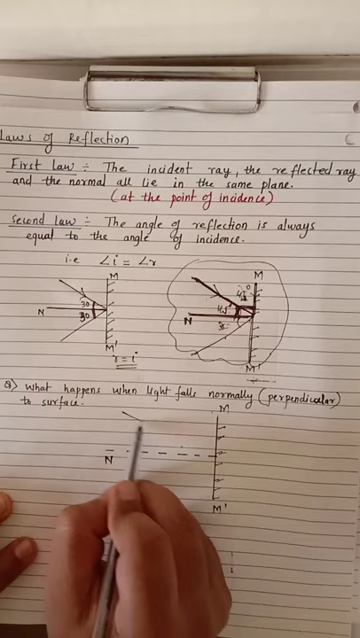 Laws of Reflection
First Law :- The incident ray, the reflected ray
and the normal all lie in the same plane.
(at the point of incidence)
Second law :- The angle of reflection is always
equal to the angle of incidence.
i.e ∠i = ∠r
M
M
N
30
30
N
45°
M'
M'
r = i
Q) What happens when light falls normally (perpendicular)
to surface.
M
N
M'